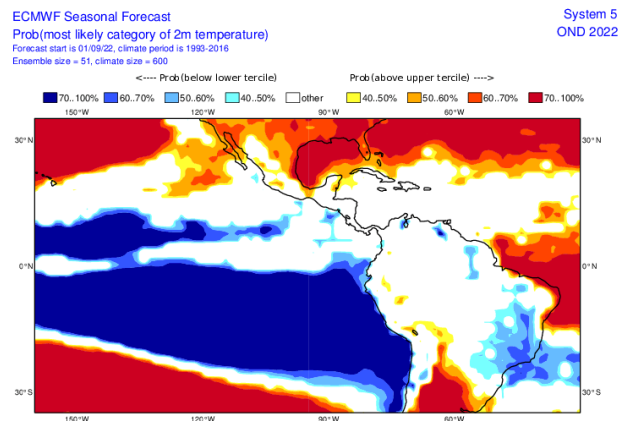 ECMWF Seasonal Forecast
System 5
Prob(most likely category of 2m temperature)
OND 2022
Forecast start is 01/09/22, climate period is 1993-2016
Ensemble size = 51, climate size = 600
<---- Prob(below lower tercile)
Prob(above upper tercile) ---->
70..100%
60..70%
50..60%
40..50%
other
40..50%
50..60%
60..70%
70..100%
150°W
120°W
90°W
60°W
30°N
30°N
0°N
0°N
30°S
30°S
150°W
120°W
90°W
60°W